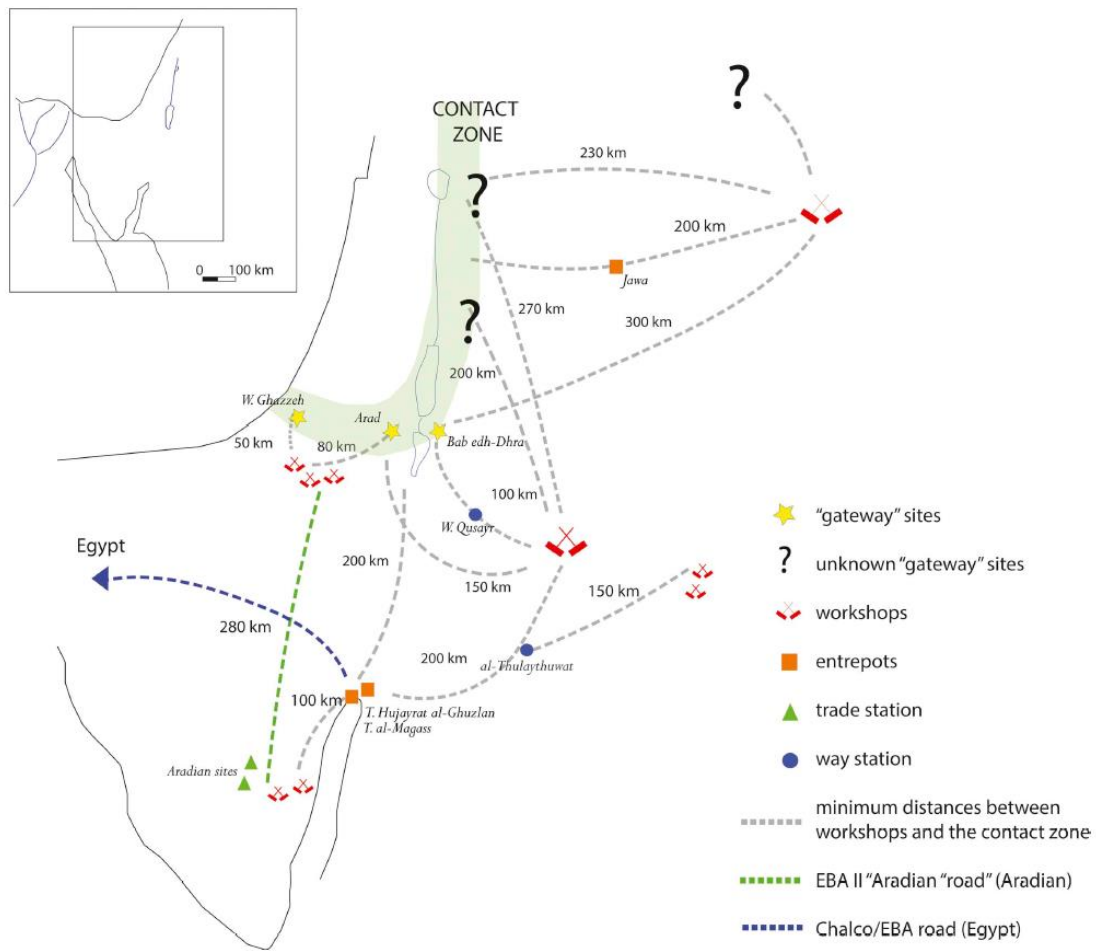 0 100 km
CONTACT
ZONE
?
230 km
?
200 km
Jawa
270 km
300 km
?
200 km
W. Ghazzeh
Arad
50 km
80 km
Bab edh-Dhra
100 km
W. Qusayr
"gateway" sites
Egypt
200 km
? unknown "gateway" sites
150 km
150 km
workshops
280 km
200 km
al-Thulaythuwat
entrepots
100 km
T. Hujayrat al-Ghuzlan
T. al-Magass
trade station
Aradian sites
way station
minimum distances between
workshops and the contact zone
EBA II "Aradian "road" (Aradian)
Chalco/EBA road (Egypt)